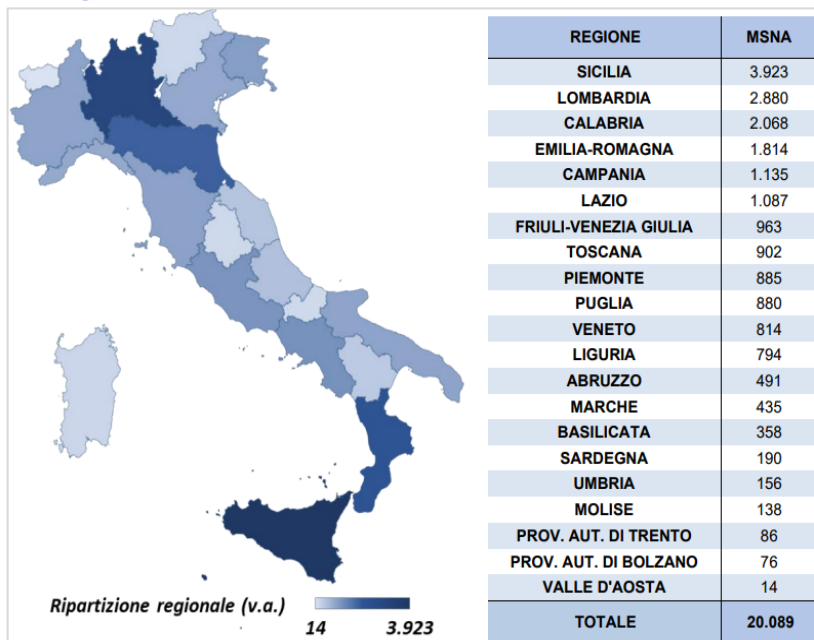 REGIONE MSNA
SICILIA 3.923
LOMBARDIA 2.880
CALABRIA 2.068
EMILIA-ROMAGNA 1.814
CAMPANIA 1.135
LAZIO 1.087
FRIULI-VENEZIA GIULIA 963
TOSCANA 902
PIEMONTE 885
PUGLIA 880
VENETO 814
LIGURIA 794
ABRUZZO 491
MARCHE 435
BASILICATA 358
SARDEGNA 190
UMBRIA 156
MOLISE 138
PROV. AUT. DI TRENTO 86
PROV. AUT. DI BOLZANO 76
VALLE D'AOSTA 14
TOTALE 20.089
Ripartizione regionale (v.a.)
14 3.923